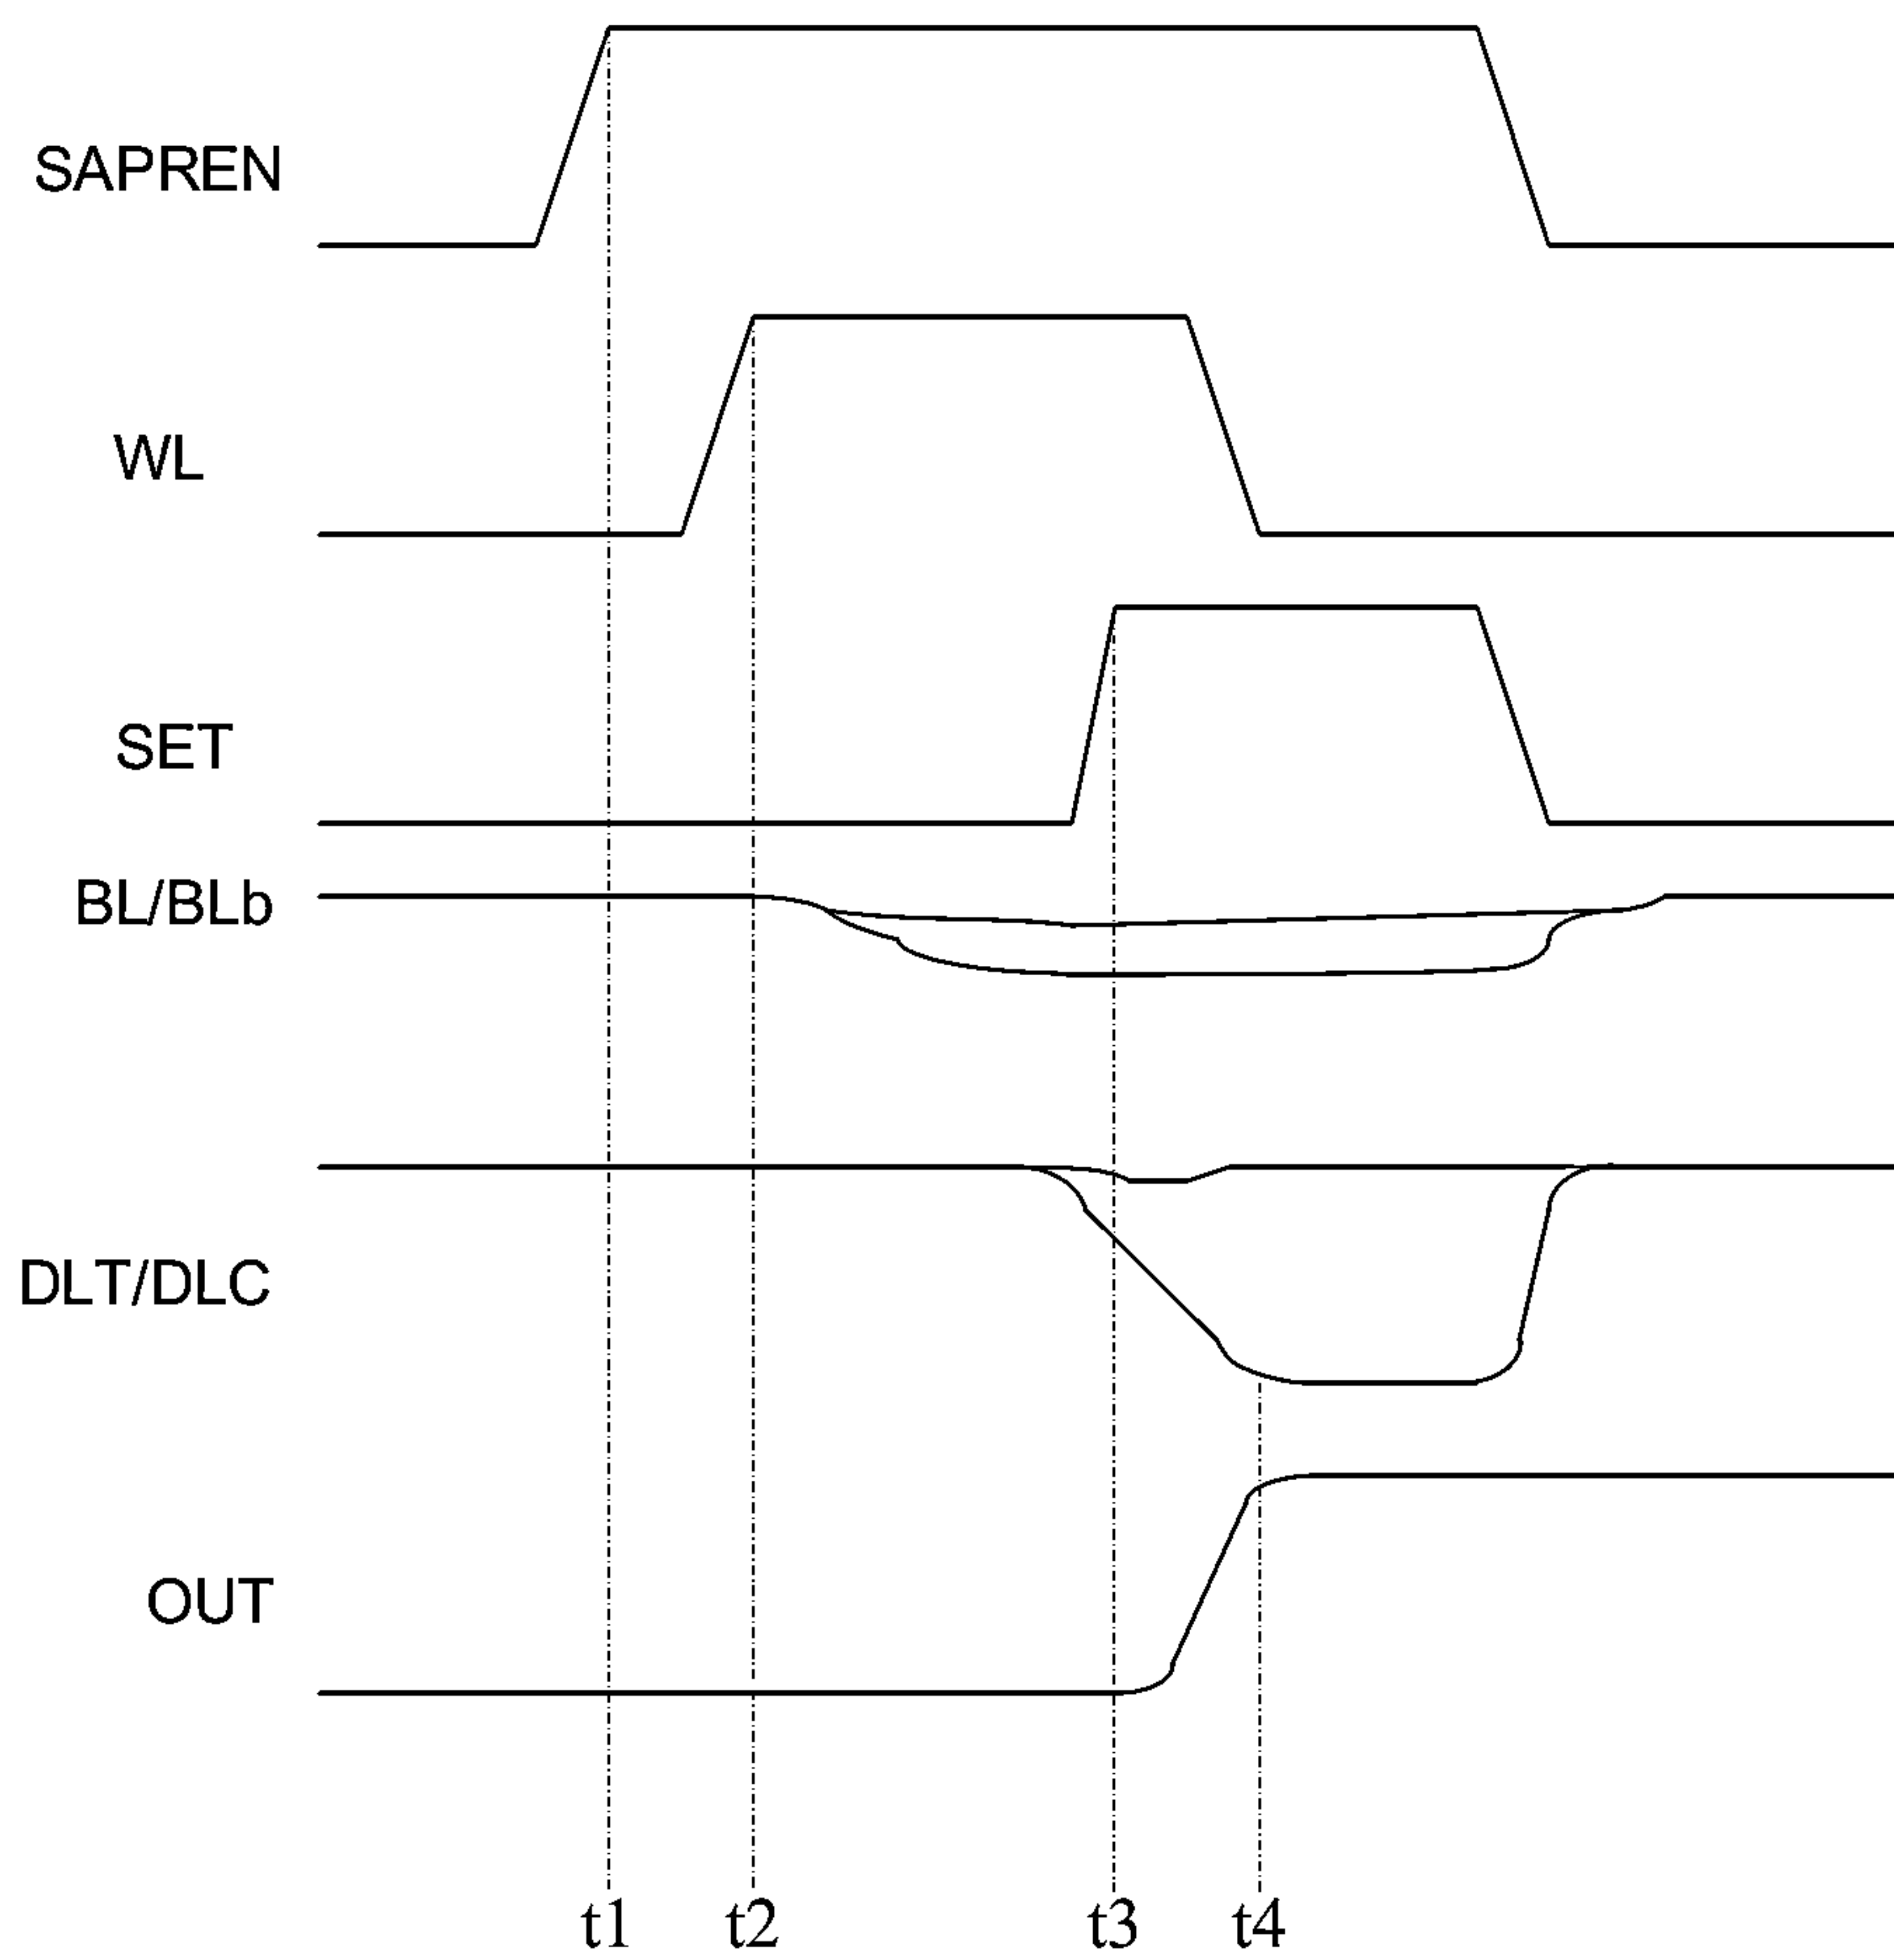 SAPREN
WL
SET
BL/BLb
DLT/DLC
OUT
t1 t2 t3 t4